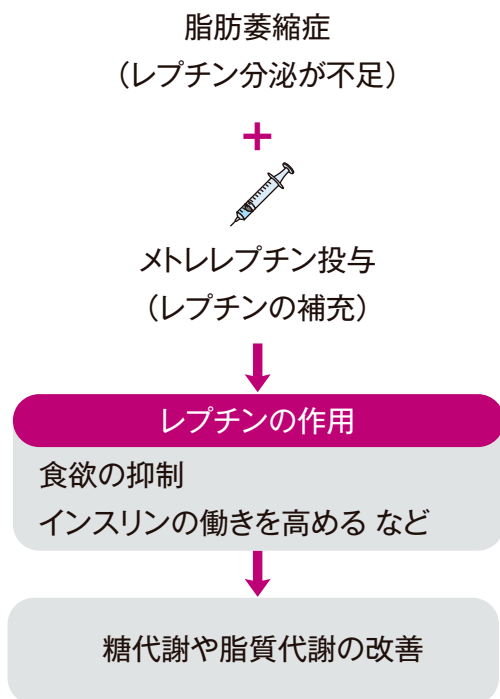 脂肪萎縮症
（レプチン分泌が不足）
+
メトレレプチン投与
（レプチンの補充）
レプチンの作用
食欲の抑制
インスリンの働きを高める など
糖代謝や脂質代謝の改善